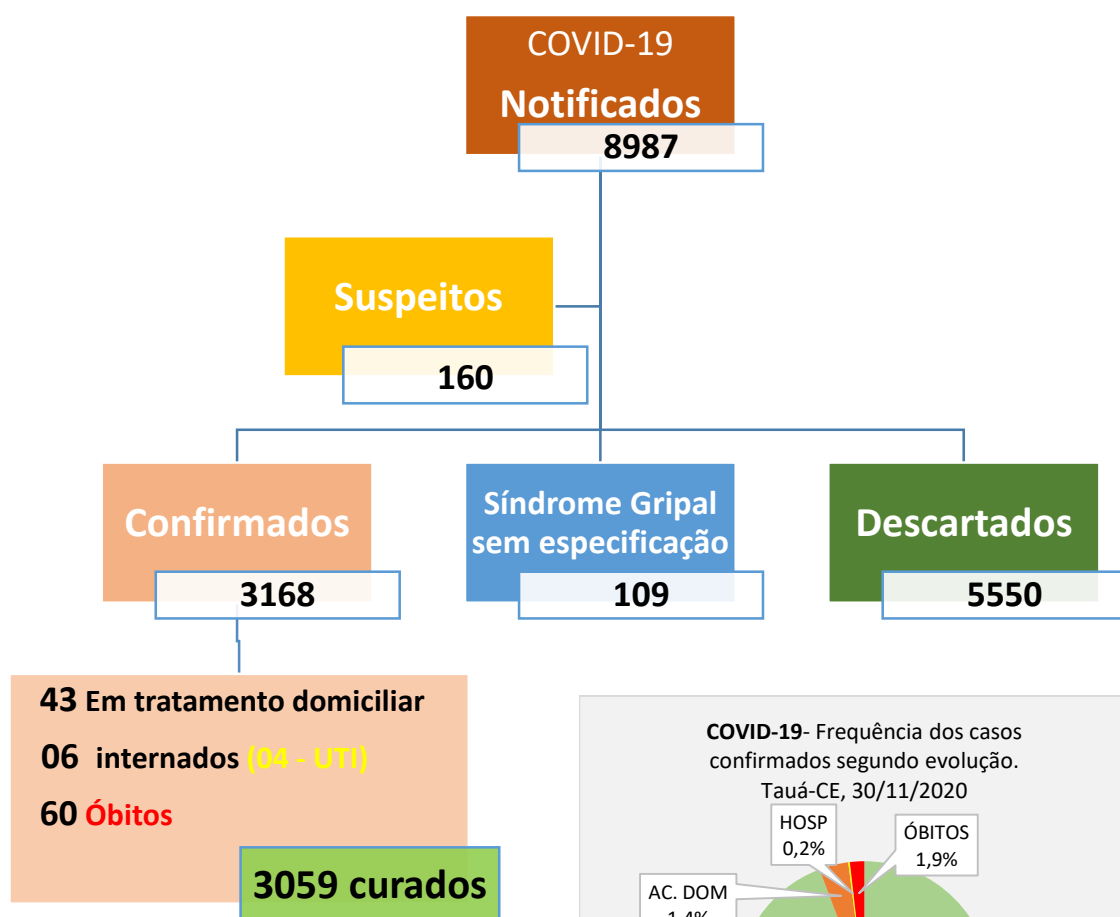 COVID-19
Notificados
8987
Suspeitos
160
Confirmados
3168
Síndrome Gripal
sem especificação
109
Descartados
5550
43 Em tratamento domiciliar
06 internados (04 - UTI)
60 Óbitos
3059 curados
COVID-19- Frequência dos casos
confirmados segundo evolução.
Tauá-CE, 30/11/2020
HOSP
0,2%
ÓBITOS
1,9%
AC. DOM
1,4%